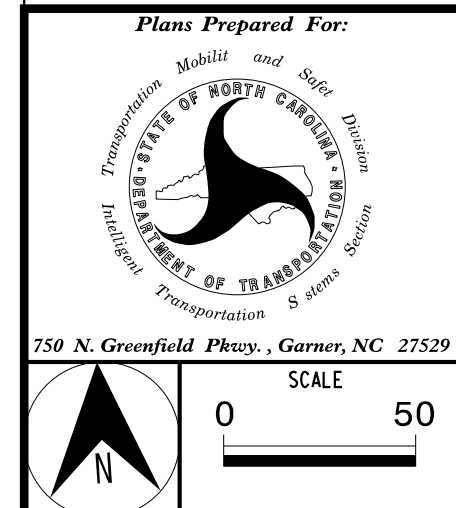 Plans Prepared For:
Transportation Mobilit and Safet Division
STATE OF NORTH CAROLINA
DEPARTMENT OF TRANSPORTATION
Intelligent Transportation S stems Section
750 N. Greenfield Pkwy. , Garner, NC 27529
SCALE
0 50
N